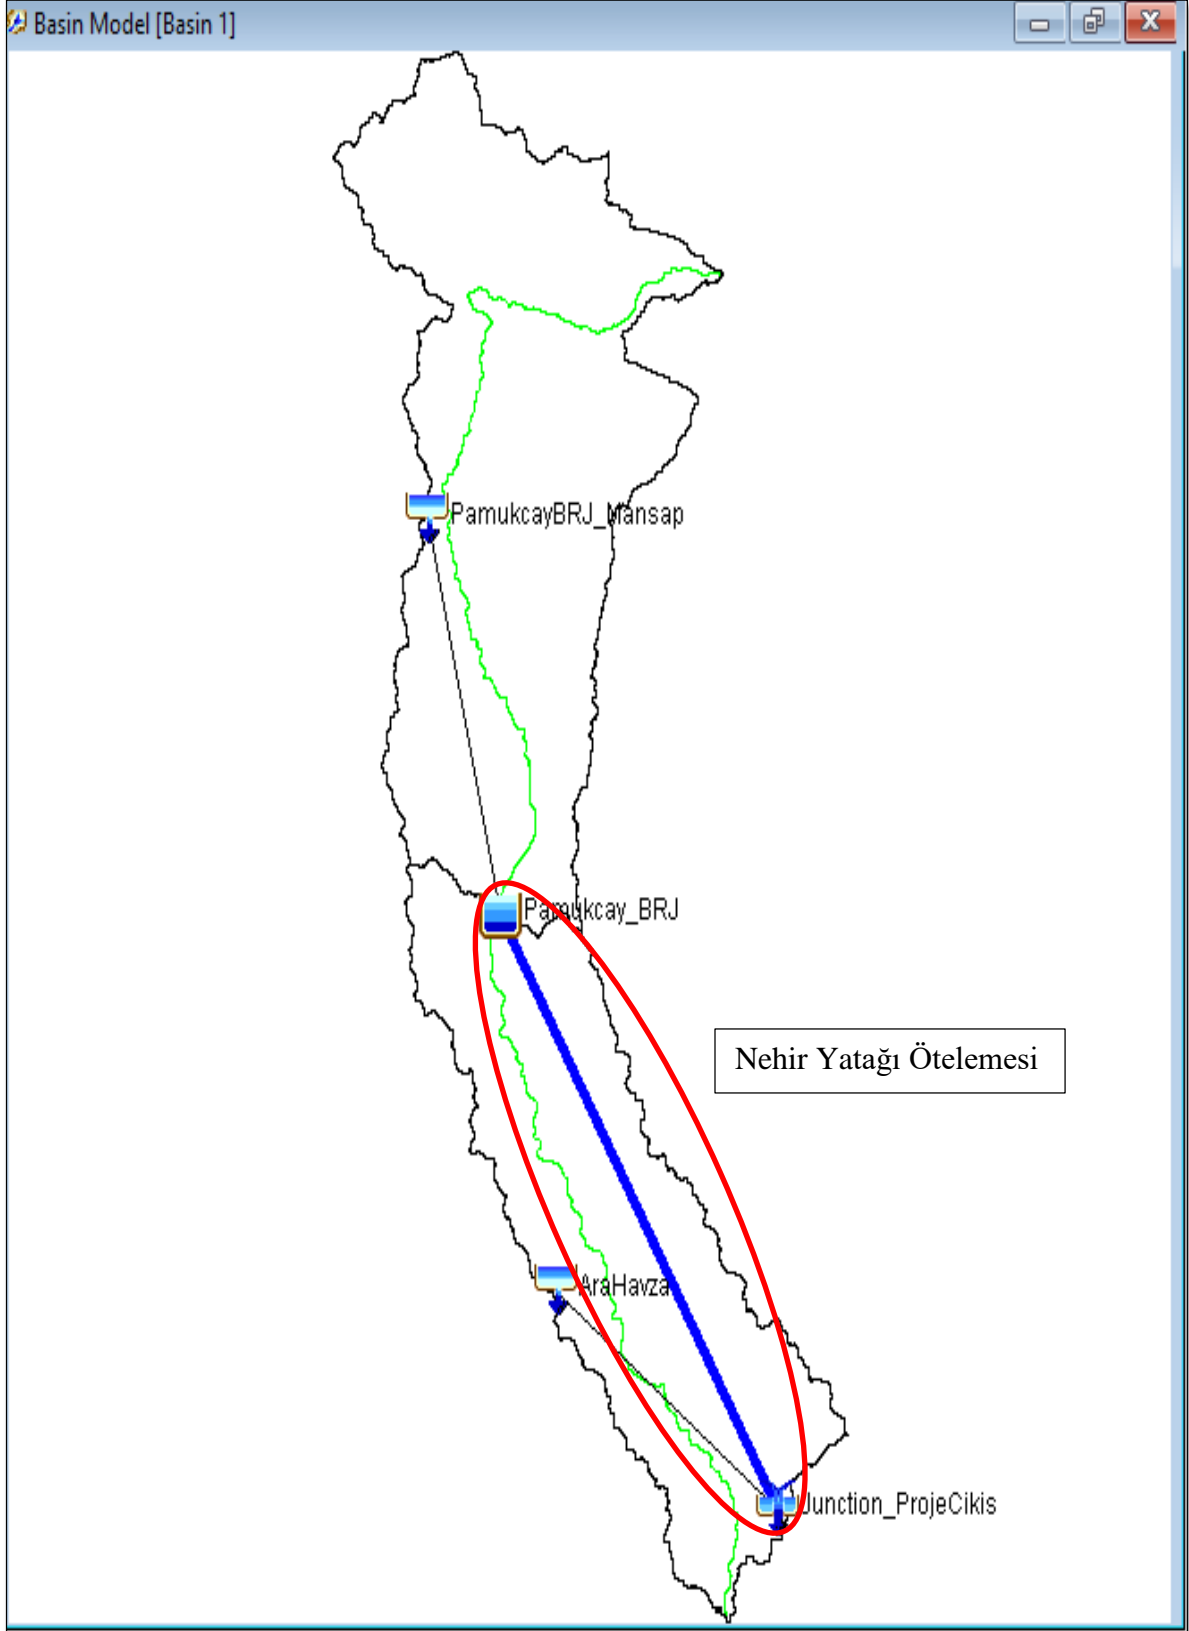 Basin Model [Basin 1]
PamukcayBRJ_Mansap
Pamukcay_BRJ
Nehir Yatağı Ötelemesi
AraHavza
Junction_ProjeCikis